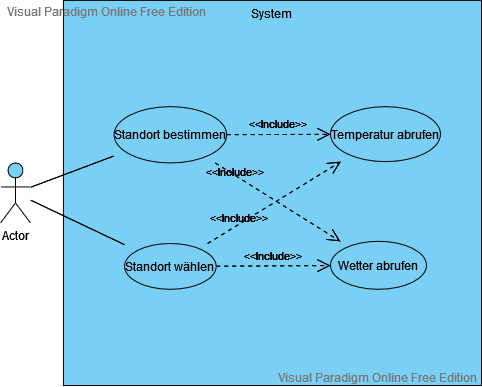 Visual Paradigm Online Free Edition
System
Standort bestimmen
<<Include>>
Temperatur abrufen
<<Include>>
<<Include>>
Actor
Standort wählen
<<Include>>
Wetter abrufen
Visual Paradigm Online Free Edition